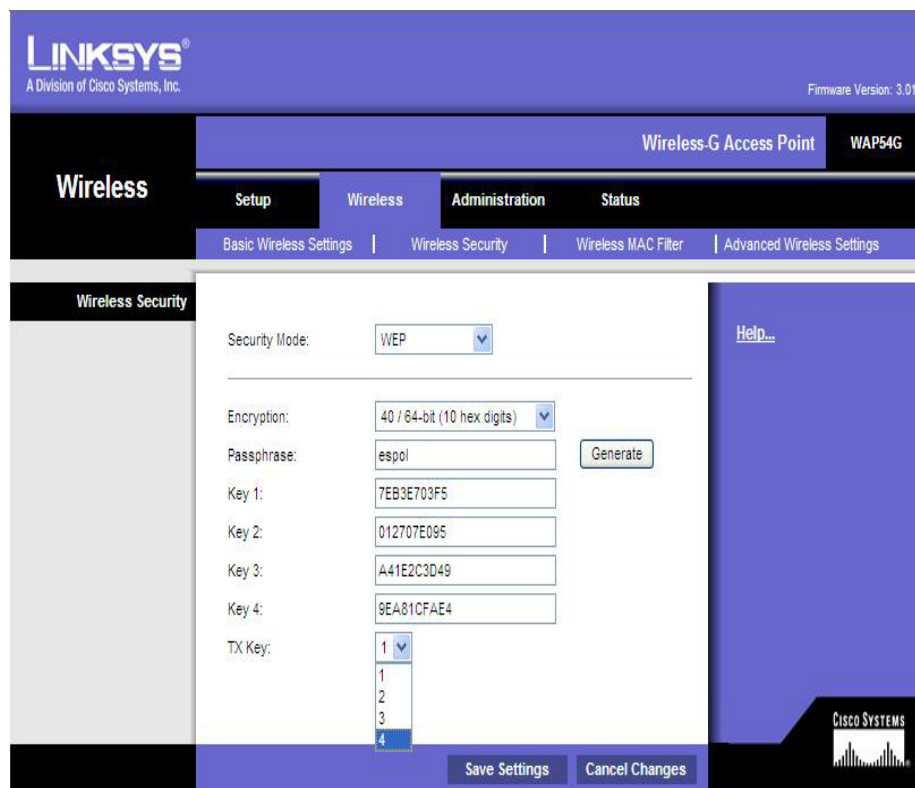 LINKSYS®
A Division of Cisco Systems, Inc.
Firmware Version: 3.01
Wireless-G Access Point WAP54G
Wireless
Setup Wireless Administration Status
Basic Wireless Settings | Wireless Security | Wireless MAC Filter | Advanced Wireless Settings
Wireless Security
Help...
Security Mode: WEP
Encryption: 40 / 64-bit (10 hex digits)
Passphrase: espol Generate
Key 1: 7EB3E703F5
Key 2: 012707E095
Key 3: A41E2C3D49
Key 4: 9EA81CFAE4
TX Key: 1
1
2
3
4
CISCO SYSTEMS
Save Settings Cancel Changes